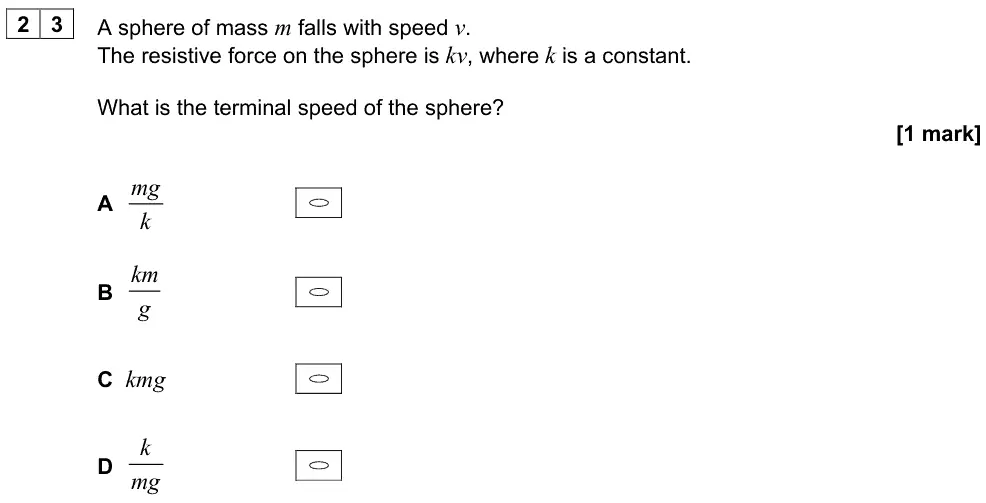 2 3 A sphere of mass m falls with speed v.
The resistive force on the sphere is kv, where k is a constant.
What is the terminal speed of the sphere?
[1 mark]
A mg/k
B km/g
C kmg
D k/mg